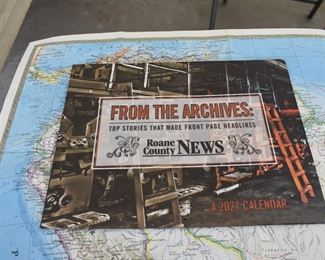 FROM THE ARCHIVES:
TOP STORIES THAT MADE FRONT PAGE HEADLINES
Roane
County NEWS
A 2021 CALENDAR